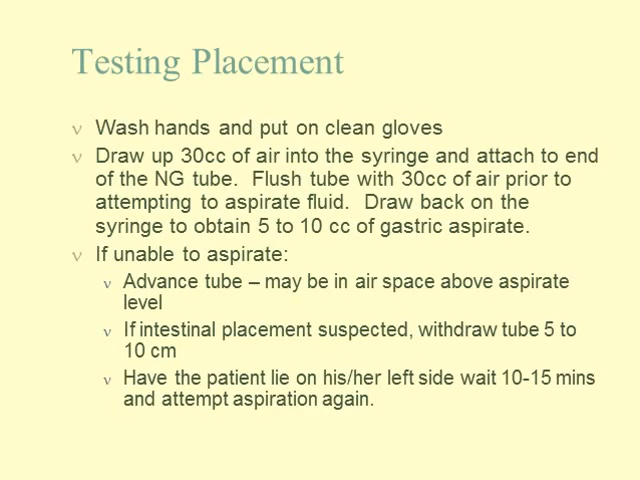 Testing Placement
ν Wash hands and put on clean gloves
ν Draw up 30cc of air into the syringe and attach to end
of the NG tube.  Flush tube with 30cc of air prior to
attempting to aspirate fluid.  Draw back on the
syringe to obtain 5 to 10 cc of gastric aspirate.
ν If unable to aspirate:
ν Advance tube – may be in air space above aspirate
level
ν If intestinal placement suspected, withdraw tube 5 to
10 cm
ν Have the patient lie on his/her left side wait 10-15 mins
and attempt aspiration again.